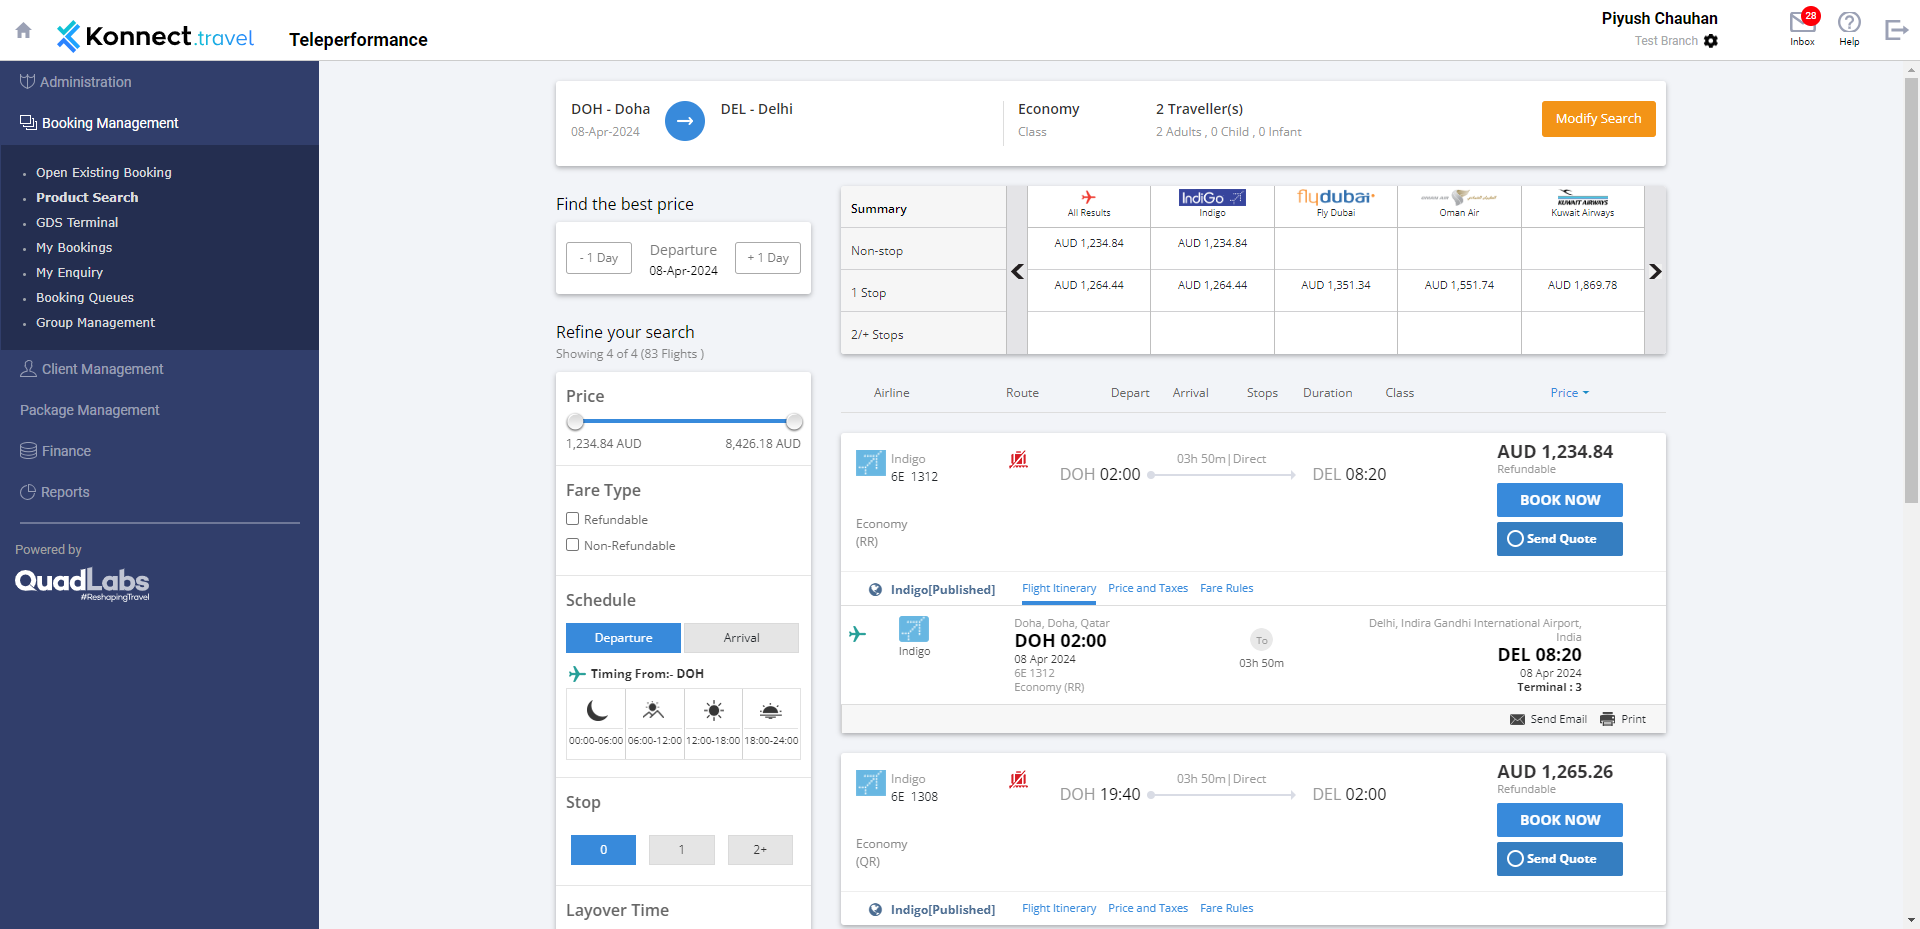 Konnect.travel
Teleperformance
Piyush Chauhan
Test Branch
28
Inbox
Help
Administration
Booking Management
Open Existing Booking
Product Search
GDS Terminal
My Bookings
My Enquiry
Booking Queues
Group Management
Client Management
Package Management
Finance
Reports
Powered by
QuadLabs
#ReshapingTravel
DOH - Doha
08-Apr-2024
DEL - Delhi
Economy
Class
2 Traveller(s)
2 Adults , 0 Child , 0 Infant
Modify Search
Find the best price
- 1 Day
Departure
08-Apr-2024
+ 1 Day
Refine your search
Showing 4 of 4 (83 Flights )
Price
1,234.84 AUD 8,426.18 AUD
Fare Type
Refundable
Non-Refundable
Schedule
Departure Arrival
Timing From:- DOH
00:00-06:00 06:00-12:00 12:00-18:00 18:00-24:00
Stop
0 1 2+
Layover Time
IndiGo flydubai KUWAIT AIRWAYS
Summary All Results Indigo Fly Dubai Oman Air Kuwait Airways
Non-stop AUD 1,234.84 AUD 1,234.84
1 Stop AUD 1,264.44 AUD 1,264.44 AUD 1,351.34 AUD 1,551.74 AUD 1,869.78
2/+ Stops
Airline Route Depart Arrival Stops Duration Class Price
Indigo
6E 1312
DOH 02:00
03h 50m|Direct
DEL 08:20
AUD 1,234.84
Refundable
BOOK NOW
Send Quote
Economy
(RR)
Indigo[Published] Flight Itinerary Price and Taxes Fare Rules
Indigo
Doha, Doha, Qatar
DOH 02:00
08 Apr 2024
6E 1312
Economy (RR)
To
03h 50m
Delhi, Indira Gandhi International Airport,
India
DEL 08:20
08 Apr 2024
Terminal : 3
Send Email Print
Indigo
6E 1308
DOH 19:40
03h 50m|Direct
DEL 02:00
AUD 1,265.26
Refundable
BOOK NOW
Send Quote
Economy
(QR)
Indigo[Published] Flight Itinerary Price and Taxes Fare Rules